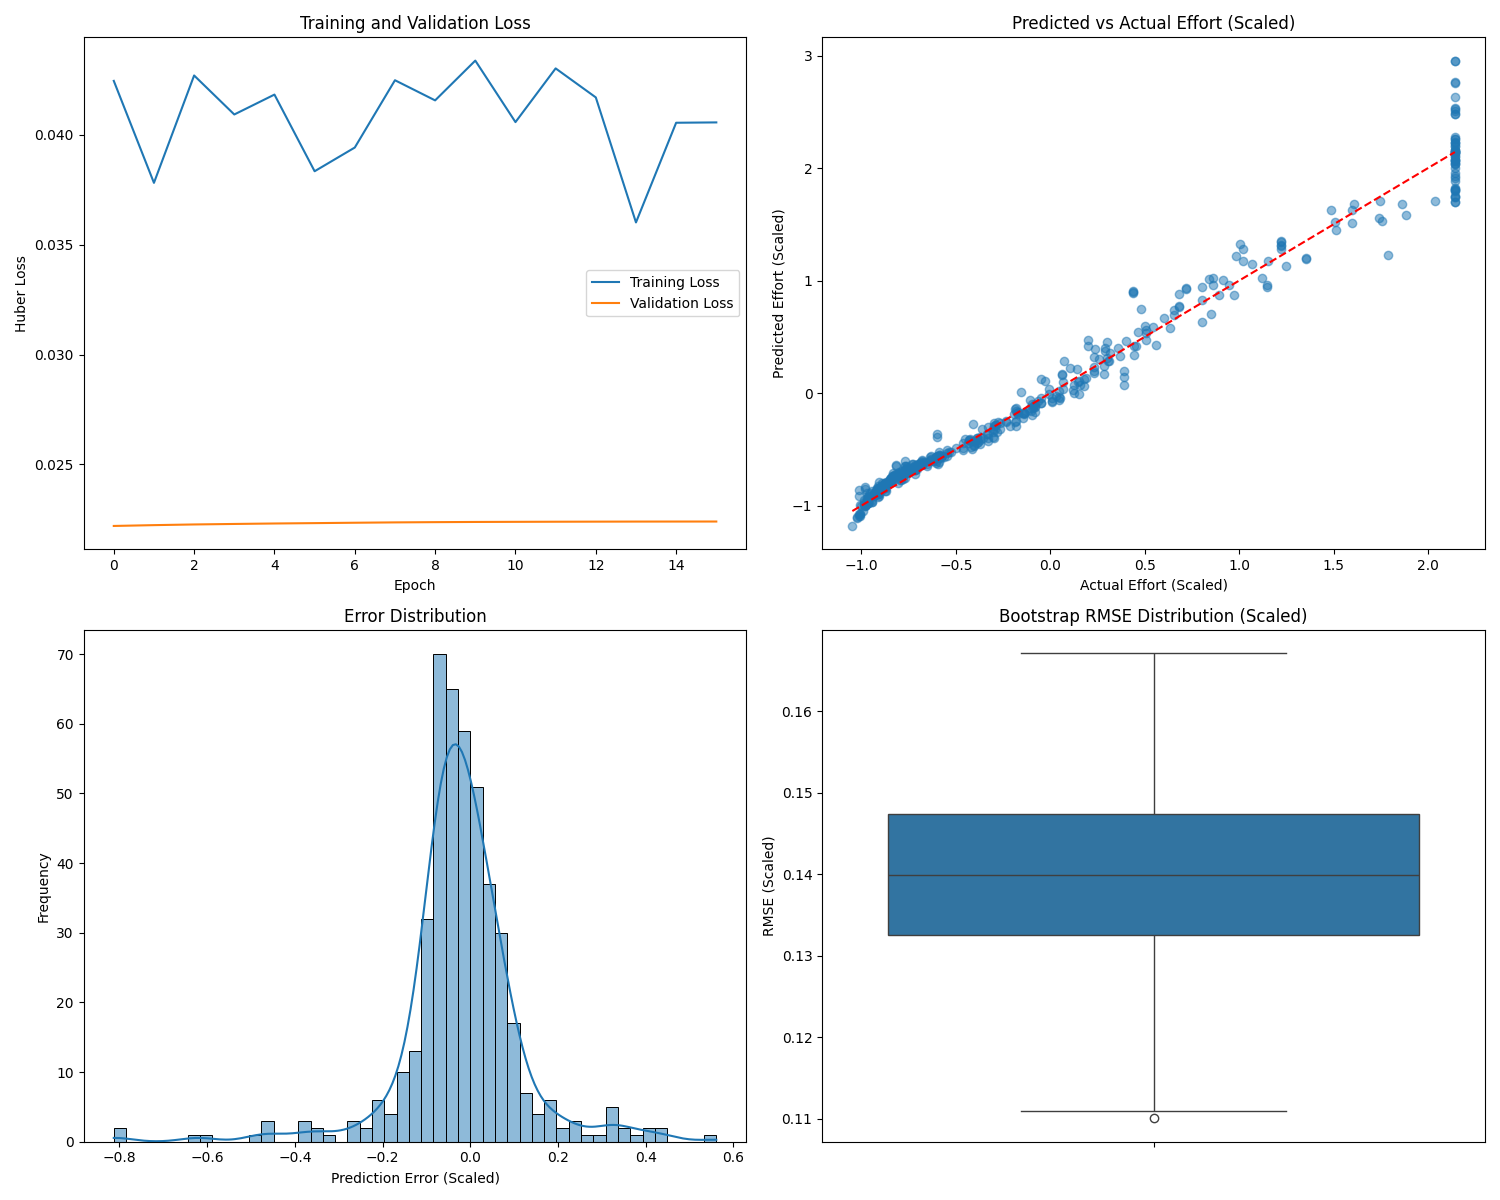 Training and Validation Loss
Huber Loss
0.040
0.035
0.030
0.025
Training Loss
Validation Loss
0 2 4 6 8 10 12 14
Epoch
Predicted vs Actual Effort (Scaled)
Predicted Effort (Scaled)
3
2
1
0
−1
−1.0 −0.5 0.0 0.5 1.0 1.5 2.0
Actual Effort (Scaled)
Error Distribution
Frequency
70
60
50
40
30
20
10
0
−0.8 −0.6 −0.4 −0.2 0.0 0.2 0.4 0.6
Prediction Error (Scaled)
Bootstrap RMSE Distribution (Scaled)
RMSE (Scaled)
0.16
0.15
0.14
0.13
0.12
0.11